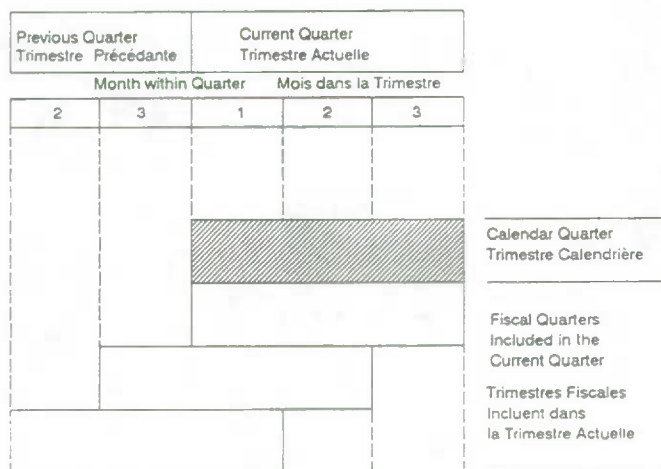 Previous Quarter
Trimestre Précédante
Current Quarter
Trimestre Actuelle
Month within Quarter Mois dans la Trimestre
2 3 1 2 3
Calendar Quarter
Trimestre Calendrière
Fiscal Quarters
Included in the
Current Quarter
Trimestres Fiscales
Incluent dans
la Trimestre Actuelle